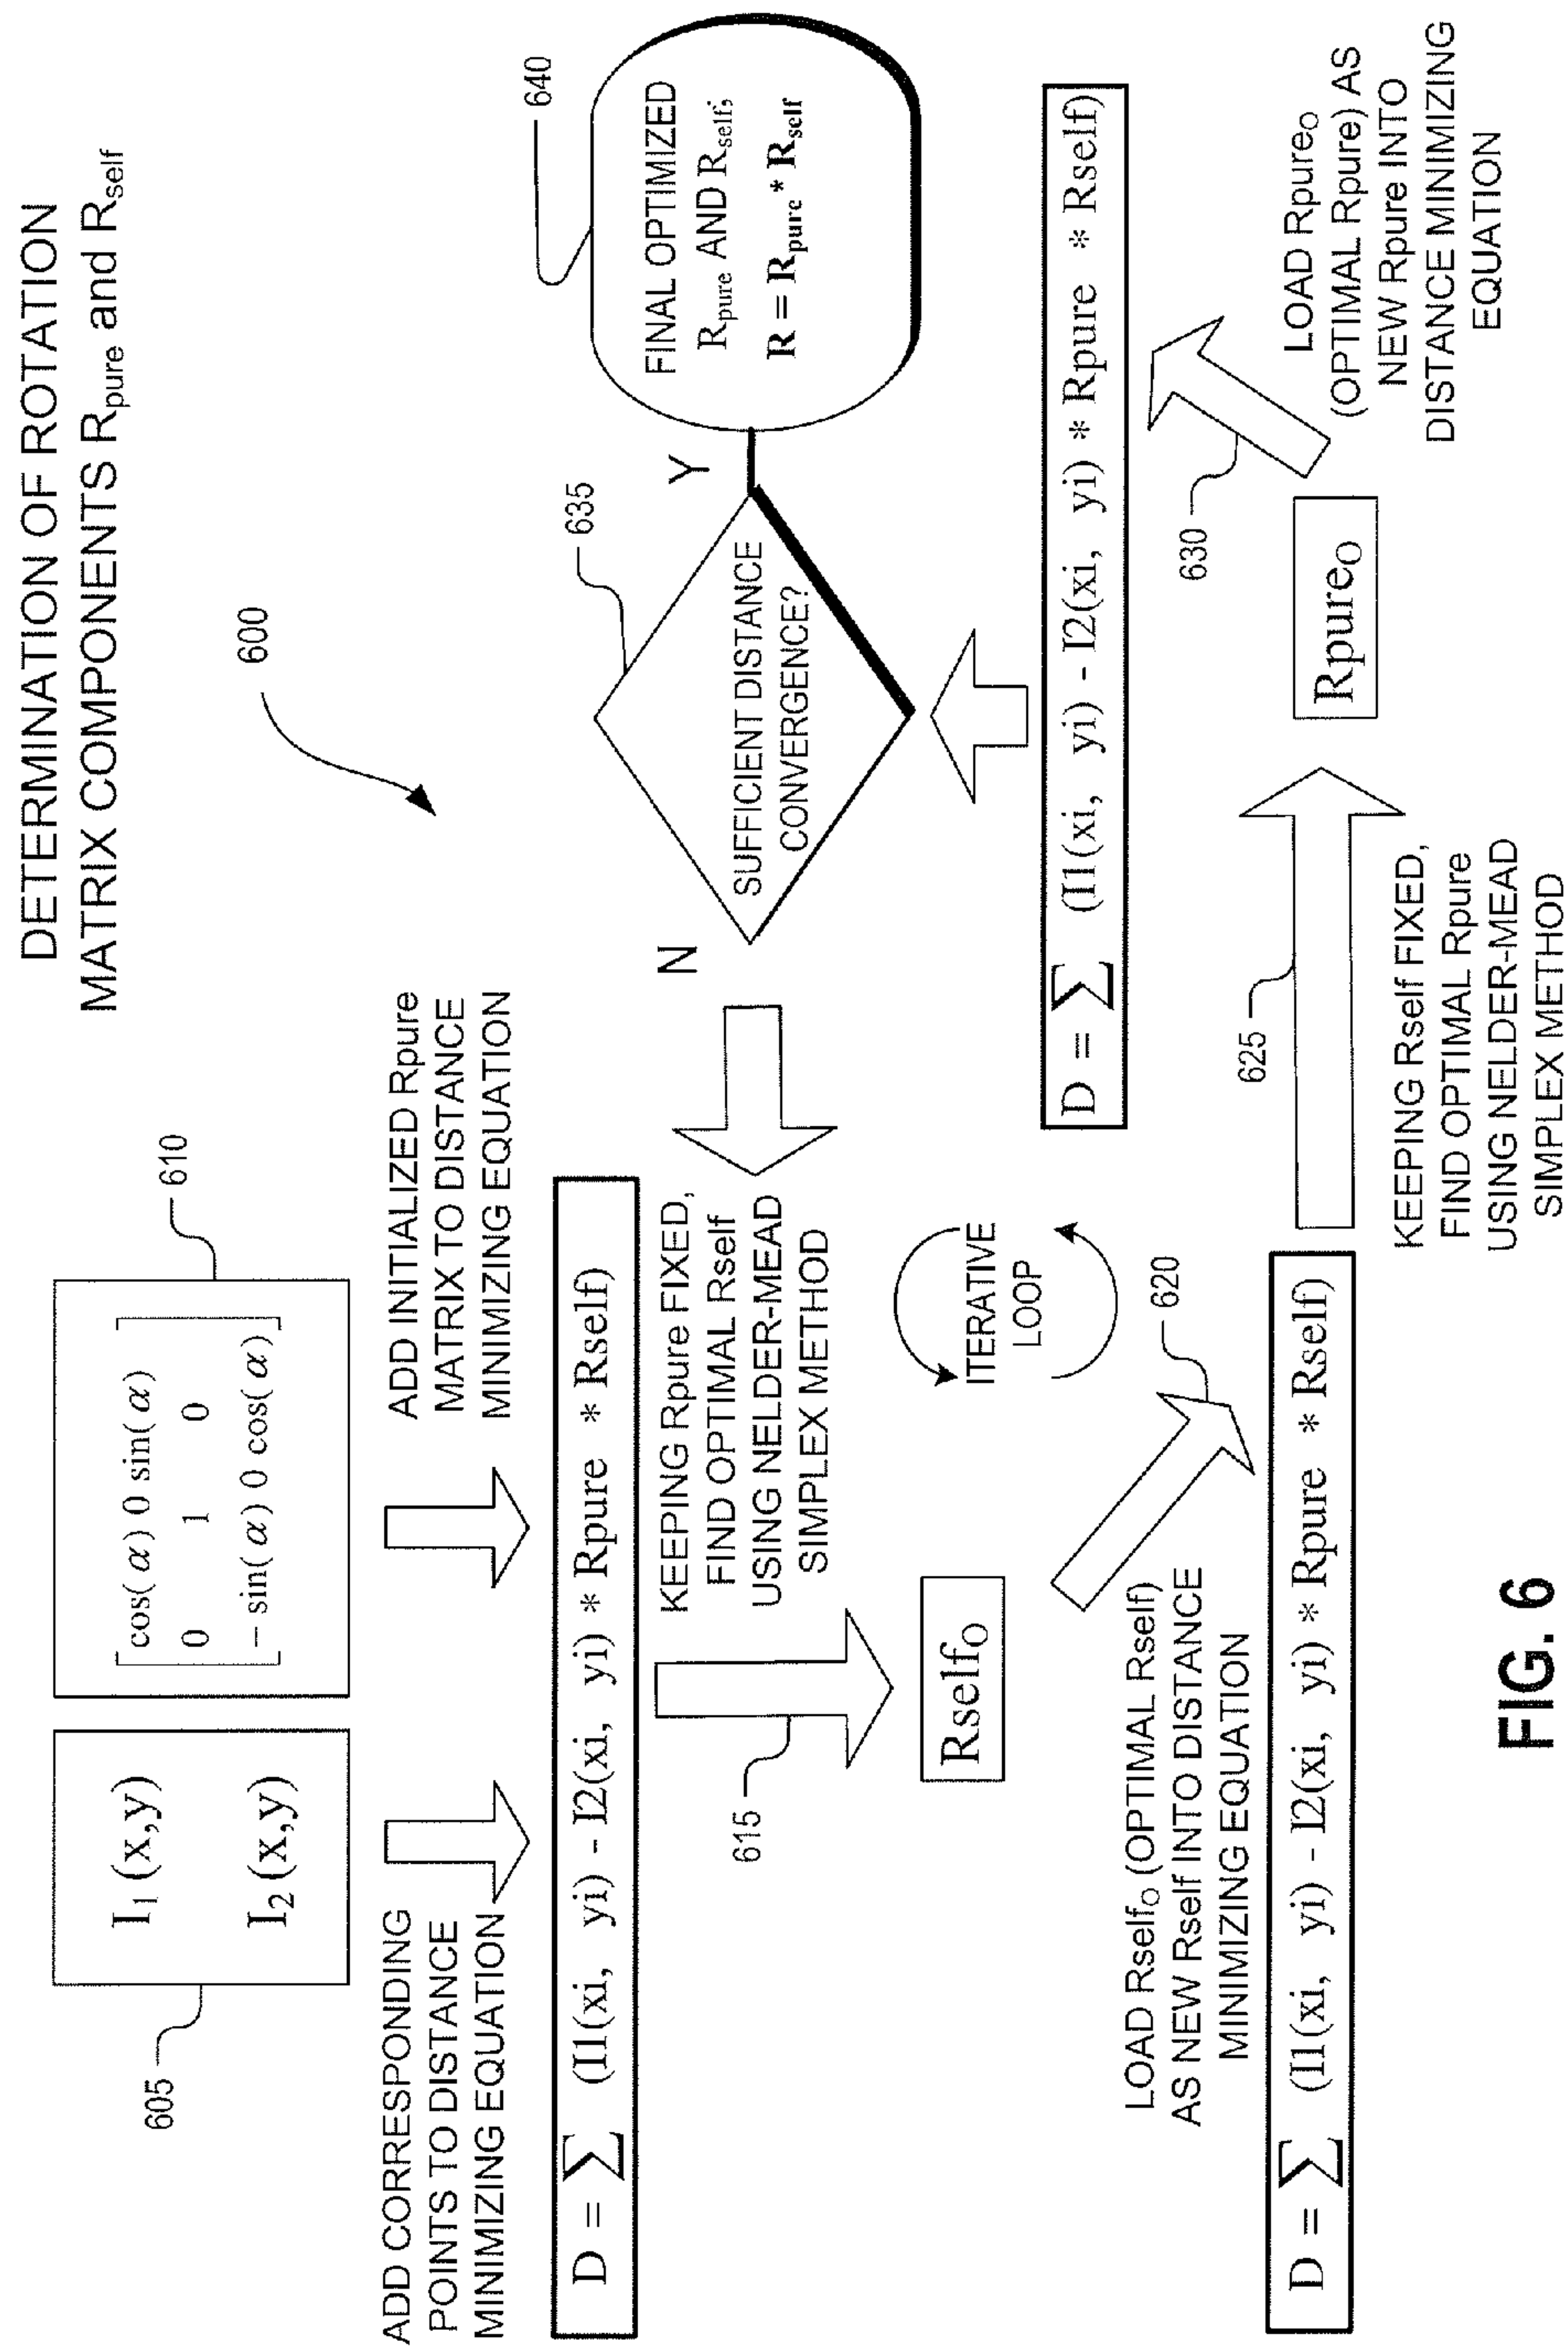 DETERMINATION OF ROTATION
MATRIX COMPONENTS Rpure and Rself
600
605
I1 (x,y)
I2 (x,y)
610
cos( α ) 0 sin( α )
0 1 0
- sin( α ) 0 cos( α )
ADD CORRESPONDING
POINTS TO DISTANCE
MINIMIZING EQUATION
ADD INITIALIZED Rpure
MATRIX TO DISTANCE
MINIMIZING EQUATION
D = ∑ (I1(xi, yi) - I2(xi, yi) * Rpure * Rself)
615
KEEPING Rpure FIXED,
FIND OPTIMAL Rself
USING NELDER-MEAD
SIMPLEX METHOD
RselfO
ITERATIVE
LOOP
LOAD RselfO (OPTIMAL Rself)
AS NEW Rself INTO DISTANCE
MINIMIZING EQUATION
620
D = ∑ (I1(xi, yi) - I2(xi, yi) * Rpure * Rself)
625
KEEPING Rself FIXED,
FIND OPTIMAL Rpure
USING NELDER-MEAD
SIMPLEX METHOD
RpureO
630
LOAD RpureO
(OPTIMAL Rpure) AS
NEW Rpure INTO
DISTANCE MINIMIZING
EQUATION
D = ∑ (I1(xi, yi) - I2(xi, yi) * Rpure * Rself)
635
SUFFICIENT DISTANCE
CONVERGENCE?
N
Y
640
FINAL OPTIMIZED
Rpure AND Rself;
R = Rpure * Rself
FIG. 6